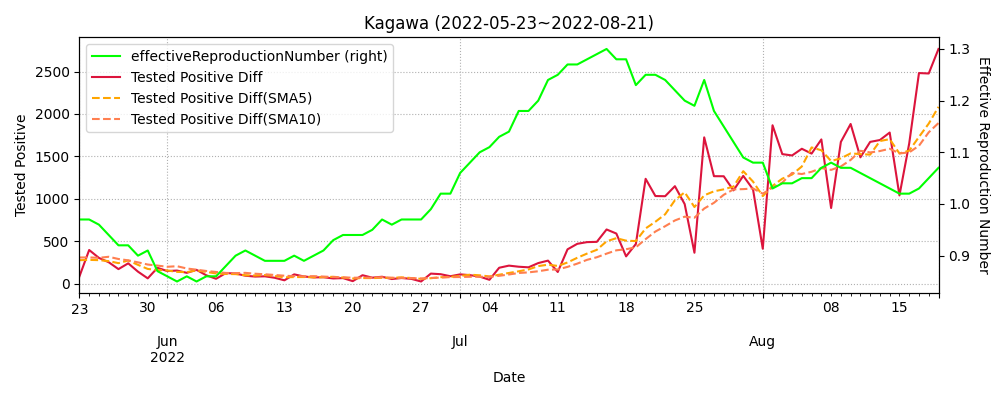 Kagawa (2022-05-23~2022-08-21)
effectiveReproductionNumber (right)
Tested Positive Diff
Tested Positive Diff(SMA5)
Tested Positive Diff(SMA10)
Tested Positive
2500
2000
1500
1000
500
0
1.3
1.2
1.1
1.0
0.9
Effective Reproduction Number
23 30 06 13 20 27 04 11 18 25 08 15
Jun Jul Aug
2022
Date